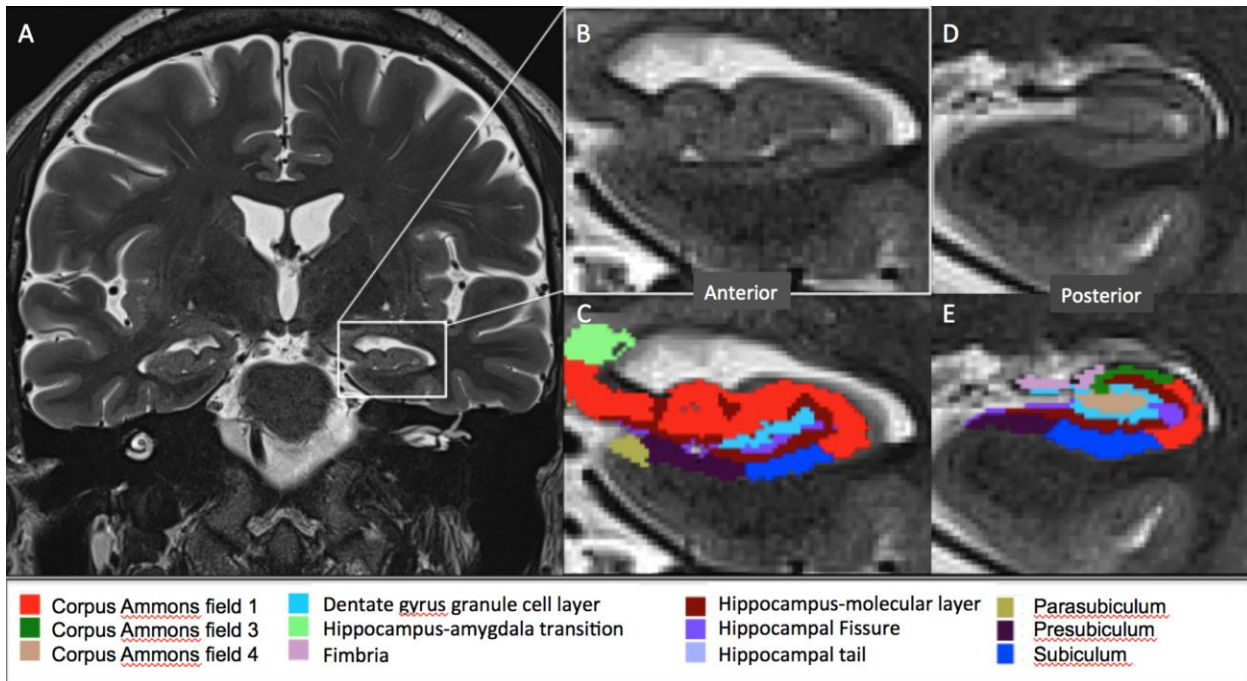 A
B
D
Anterior
Posterior
C
E
Corpus Ammons field 1
Corpus Ammons field 3
Corpus Ammons field 4
Dentate gyrus granule cell layer
Hippocampus-amygdala transition
Fimbria
Hippocampus-molecular layer
Hippocampal Fissure
Hippocampal tail
Parasubiculum
Presubiculum
Subiculum